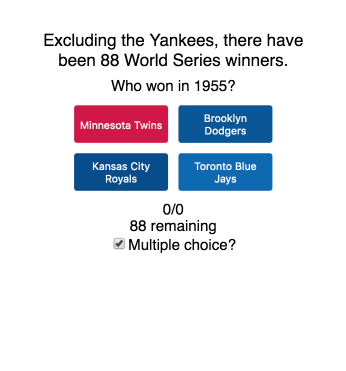 Excluding the Yankees, there have
been 88 World Series winners.
Who won in 1955?
Minnesota Twins
Brooklyn
Dodgers
Kansas City
Royals
Toronto Blue
Jays
0/0
88 remaining
Multiple choice?